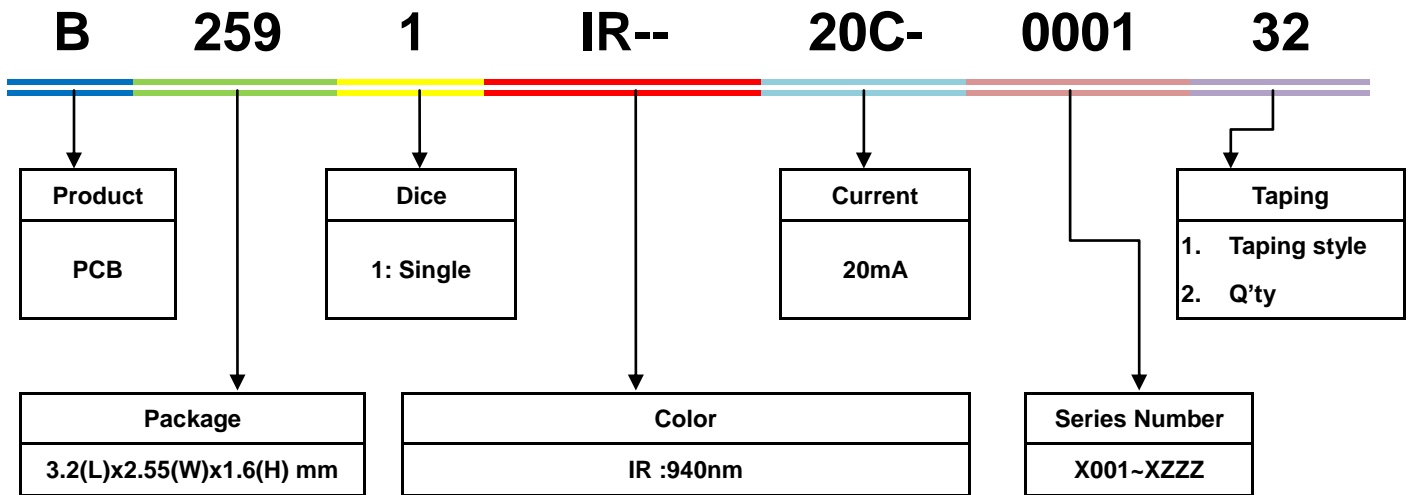 B 259 1 IR-- 20C- 0001 32
Product
PCB
Dice
1: Single
Current
20mA
Taping
1. Taping style
2. Q’ty
Package
3.2(L)x2.55(W)x1.6(H) mm
Color
IR :940nm
Series Number
X001~XZZZ